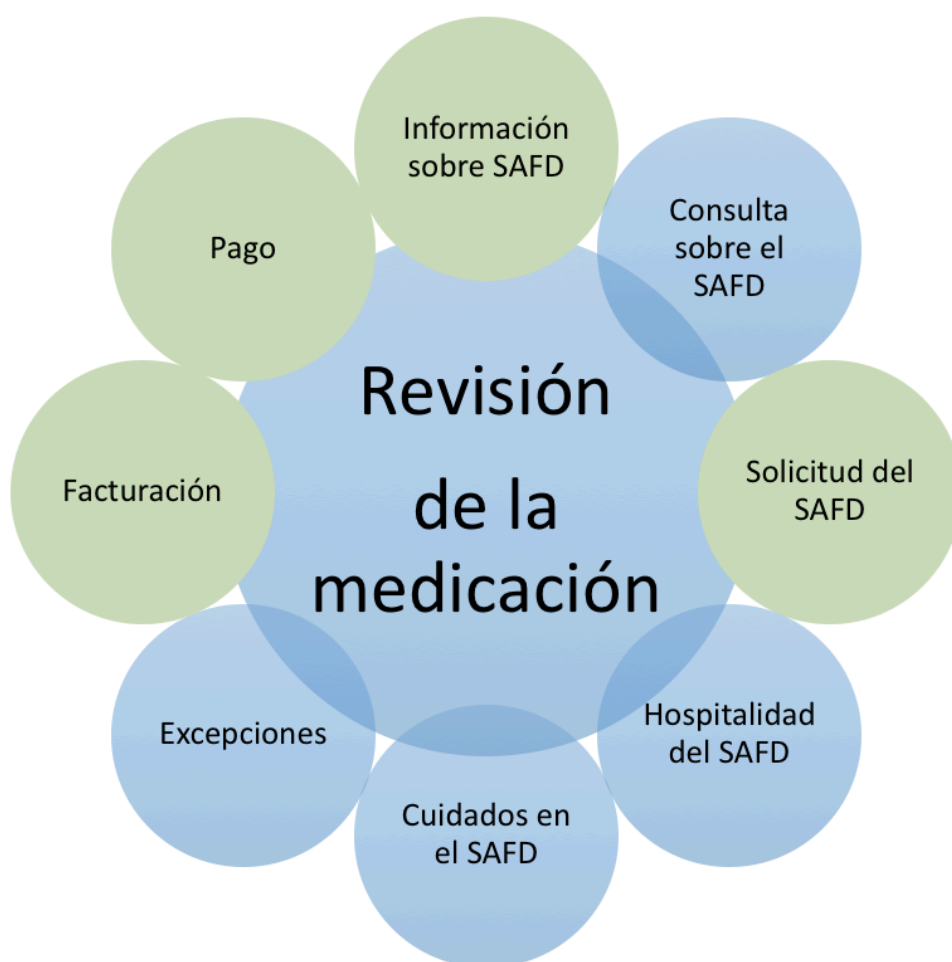 Información
sobre SAFD
Consulta
sobre el
SAFD
Solicitud del
SAFD
Hospitalidad
del SAFD
Cuidados en
el SAFD
Excepciones
Facturación
Pago
Revisión
de la
medicación